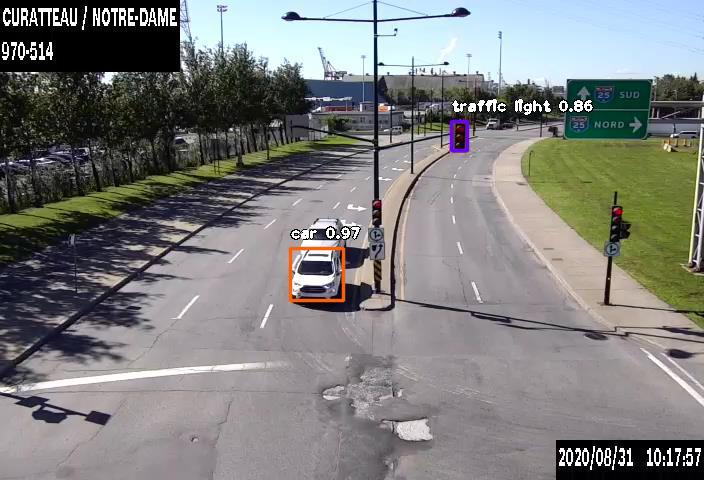 CURATTEAU / NOTRE-DAME
970-514
traffic light 0.86
25 SUD
25 NORD
car 0.97
2020/08/31 10:17:57